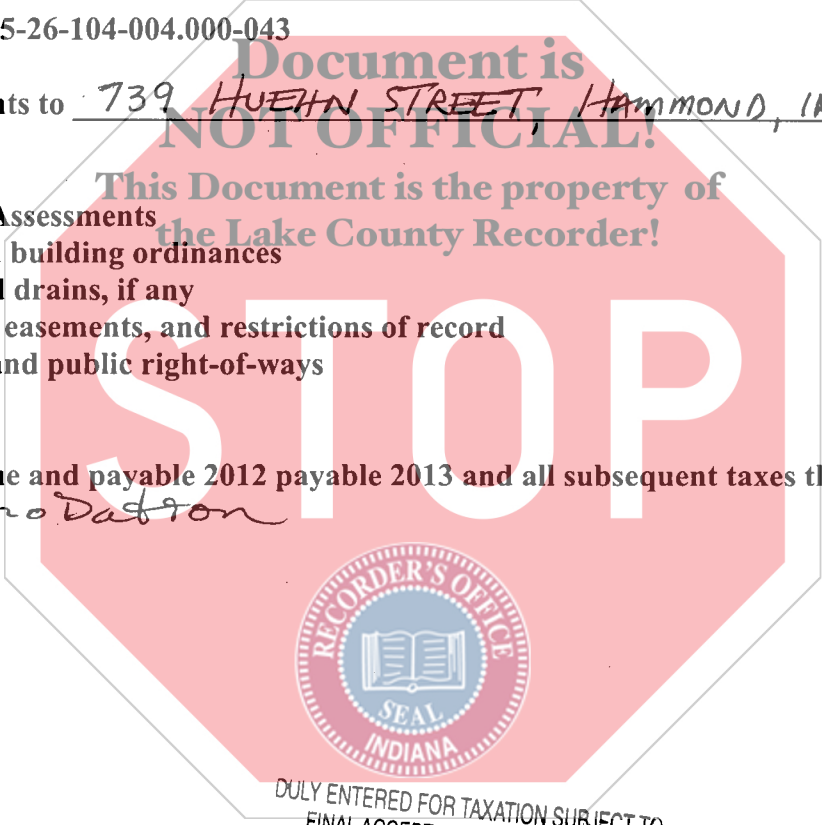 5-26-104-004.000-043
Document is
ts to 739 HUEHN STREET, HAMMOND,
NOT OFFICIAL!
This Document is the property of
Assessments
the Lake County Recorder!
building ordinances
drains, if any
easements, and restrictions of record
nd public right-of-ways
STOP
e and payable 2012 payable 2013 and all subsequent taxes th
RECORDER'S OFFICE
SEAL
INDIANA
DULY ENTERED FOR TAXATION SUBJECT TO
FINAL